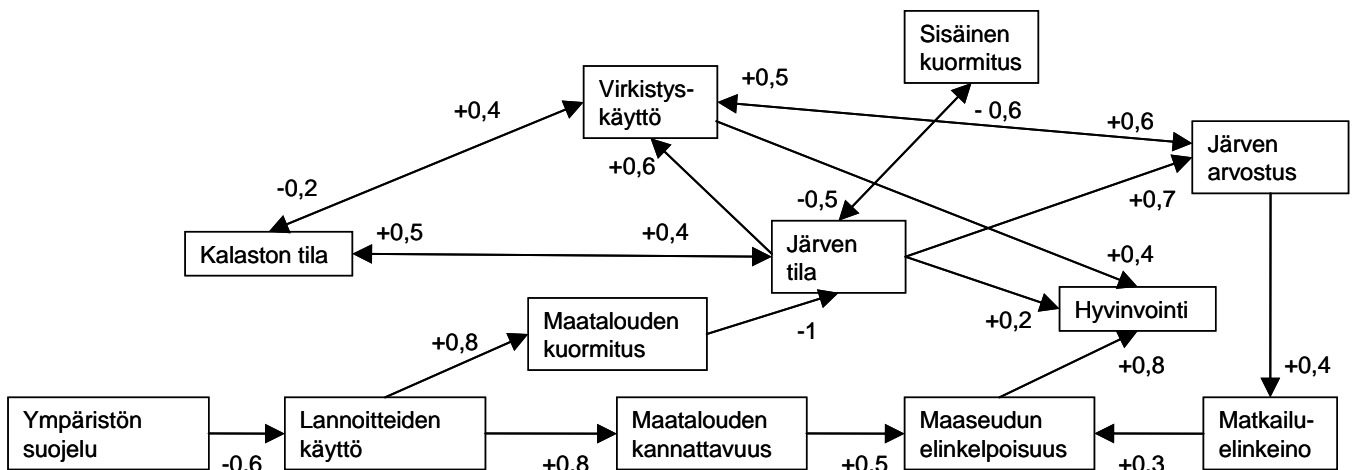 Sisäinen
kuormitus
+0,5
Virkistys-
käyttö
+0,4
- 0,6
+0,6
Järven
arvostus
+0,6
-0,2
-0,5
+0,7
Kalaston tila
+0,5
+0,4
Järven
tila
+0,4
Hyvinvointi
+0,2
Maatalouden
kuormitus
-1
+0,8
+0,8
+0,4
Ympäristön
suojelu
Lannoitteiden
käyttö
Maatalouden
kannattavuus
Maaseudun
elinkelpoisuus
Matkailu-
elinkeino
-0,6
+0,8
+0,5
+0,3